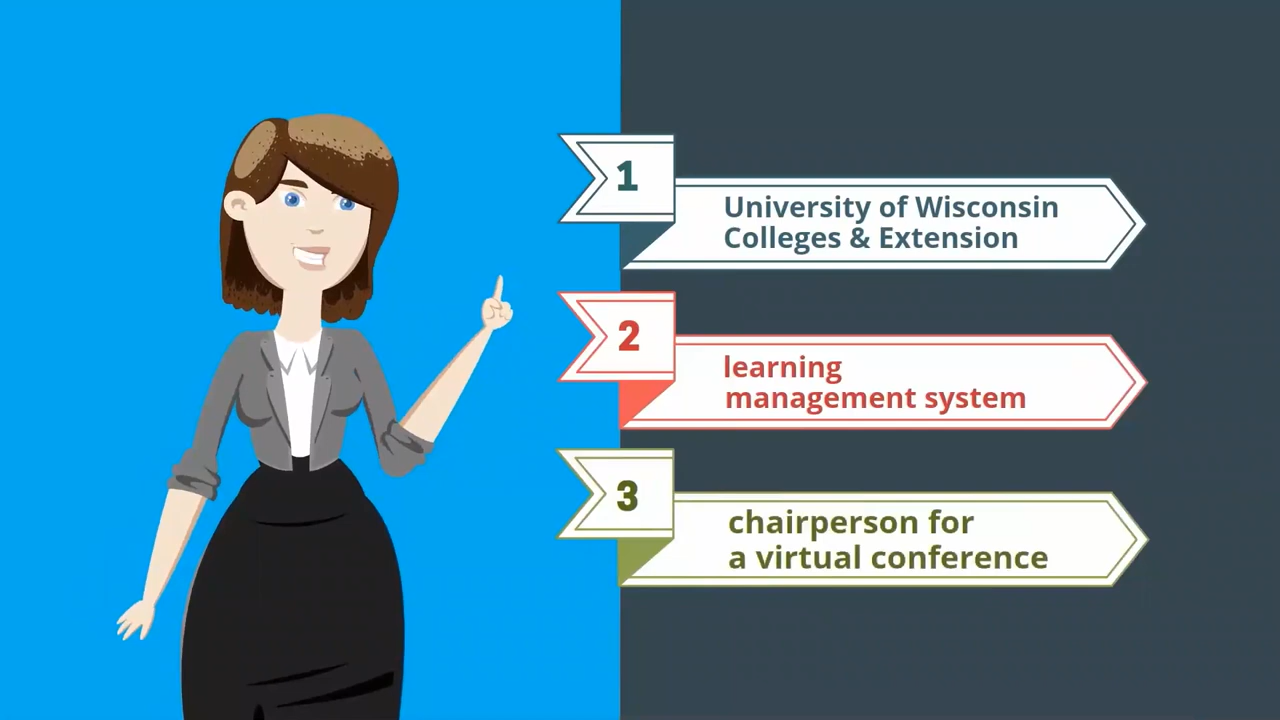 1
University of Wisconsin
Colleges & Extension
2
learning
management system
3
chairperson for
a virtual conference